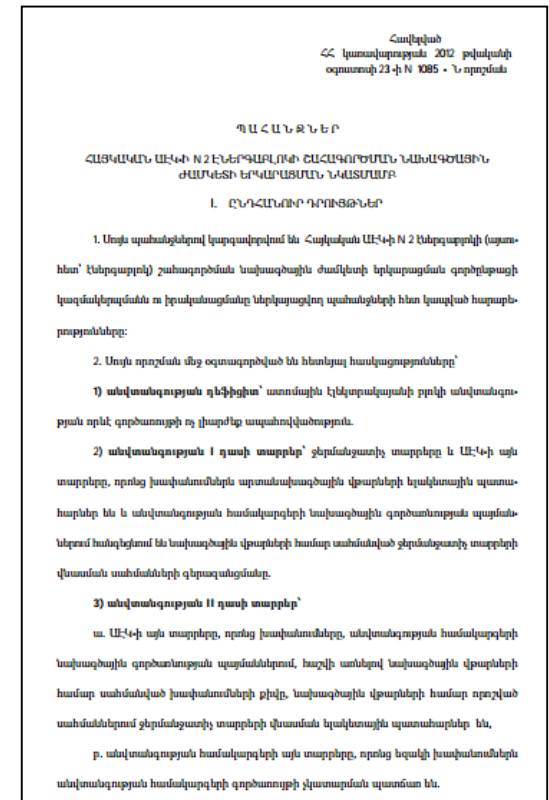 Հավելված
ՀՀ կառավարության 2012 թվականի
օգոստոսի 23 -ի N 1085 - Ն որոշման
Պ Ա Հ Ա Ն Ջ Ն Ե Ր
ՀԱՅԿԱԿԱՆ ԱԷԿ-Ի N 2 ԷՆԵՐԳԱԲԼՈԿԻ ՇԱՀԱԳՈՐԾՄԱՆ ՆԱԽԱԳԾԱՅԻՆ
ԺԱՄԿԵՏԻ ԵՐԿԱՐԱՑՄԱՆ ՆԿԱՏՄԱՄԲ
I. ԸՆԴՀԱՆՈՒՐ ԴՐՈՒՅԹՆԵՐ
1. Սույն պահանջներով կարգավորվում են Հայկական ԱԷԿ-ի N 2 էներգաբլոկի (այսու-
հետ՝ էներգաբլոկ) շահագործման նախագծային ժամկետի երկարացման գործընթացի
կազմակերպմանն ու իրականացմանը ներկայացվող պահանջների հետ կապված հարաբե-
րությունները:
2. Սույն որոշման մեջ օգտագործված են հետևյալ հասկացությունները՝
1) անվտանգության դեֆիցիտ՝ ատոմային էլեկտրակայանի բլոկի անվտանգու-
թյան որևէ գործառույթի ոչ լիարժեք ապահովվածություն.
2) անվտանգության I դասի տարրեր՝ ջերմանջատիչ տարրերը և ԱԷԿ-ի այն
տարրերը, որոնց խափանումներն արտանախագծային վթարների ելակետային պատա-
հարներ են և անվտանգության համակարգերի նախագծային գործառնության պայման-
ներում հանգեցնում են նախագծային վթարների համար սահմանված ջերմանջատիչ տարրերի
վնասման սահմանների գերազանցմանը.
3) անվտանգության II դասի տարրեր՝
ա. ԱԷԿ-ի այն տարրերը, որոնց խափանումները, անվտանգության համակարգերի
նախագծային գործառնության պայմաններում, հաշվի առնելով նախագծային վթարների
համար սահմանված խափանումների քիվը, նախագծային վթարների համար որոշված
սահմաններում ջերմանջատիչ տարրերի վնասման ելակետային պատահարներ են,
բ. անվտանգության համակարգերի այն տարրերը, որոնց եզակի խափանումներն
անվտանգության համակարգերի գործառույթի չկատարման պատճառ են.